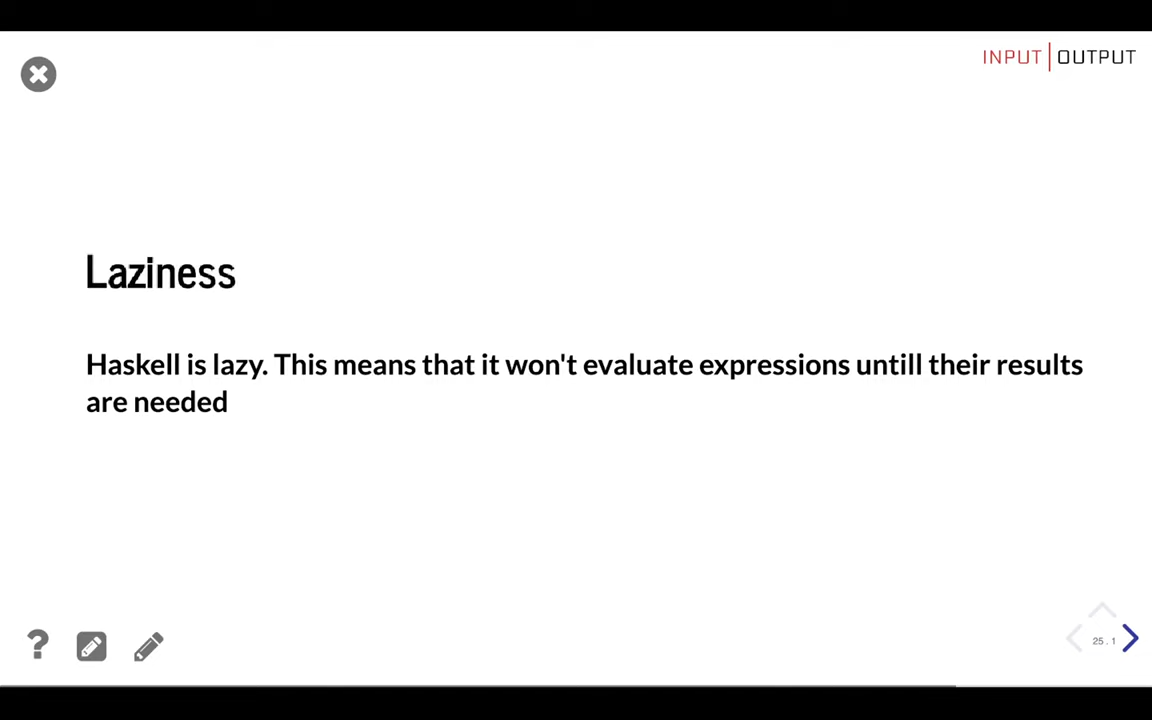 INPUT|OUTPUT
Laziness
Haskell is lazy. This means that it won't evaluate expressions untill their results
are needed
?
25 . 1